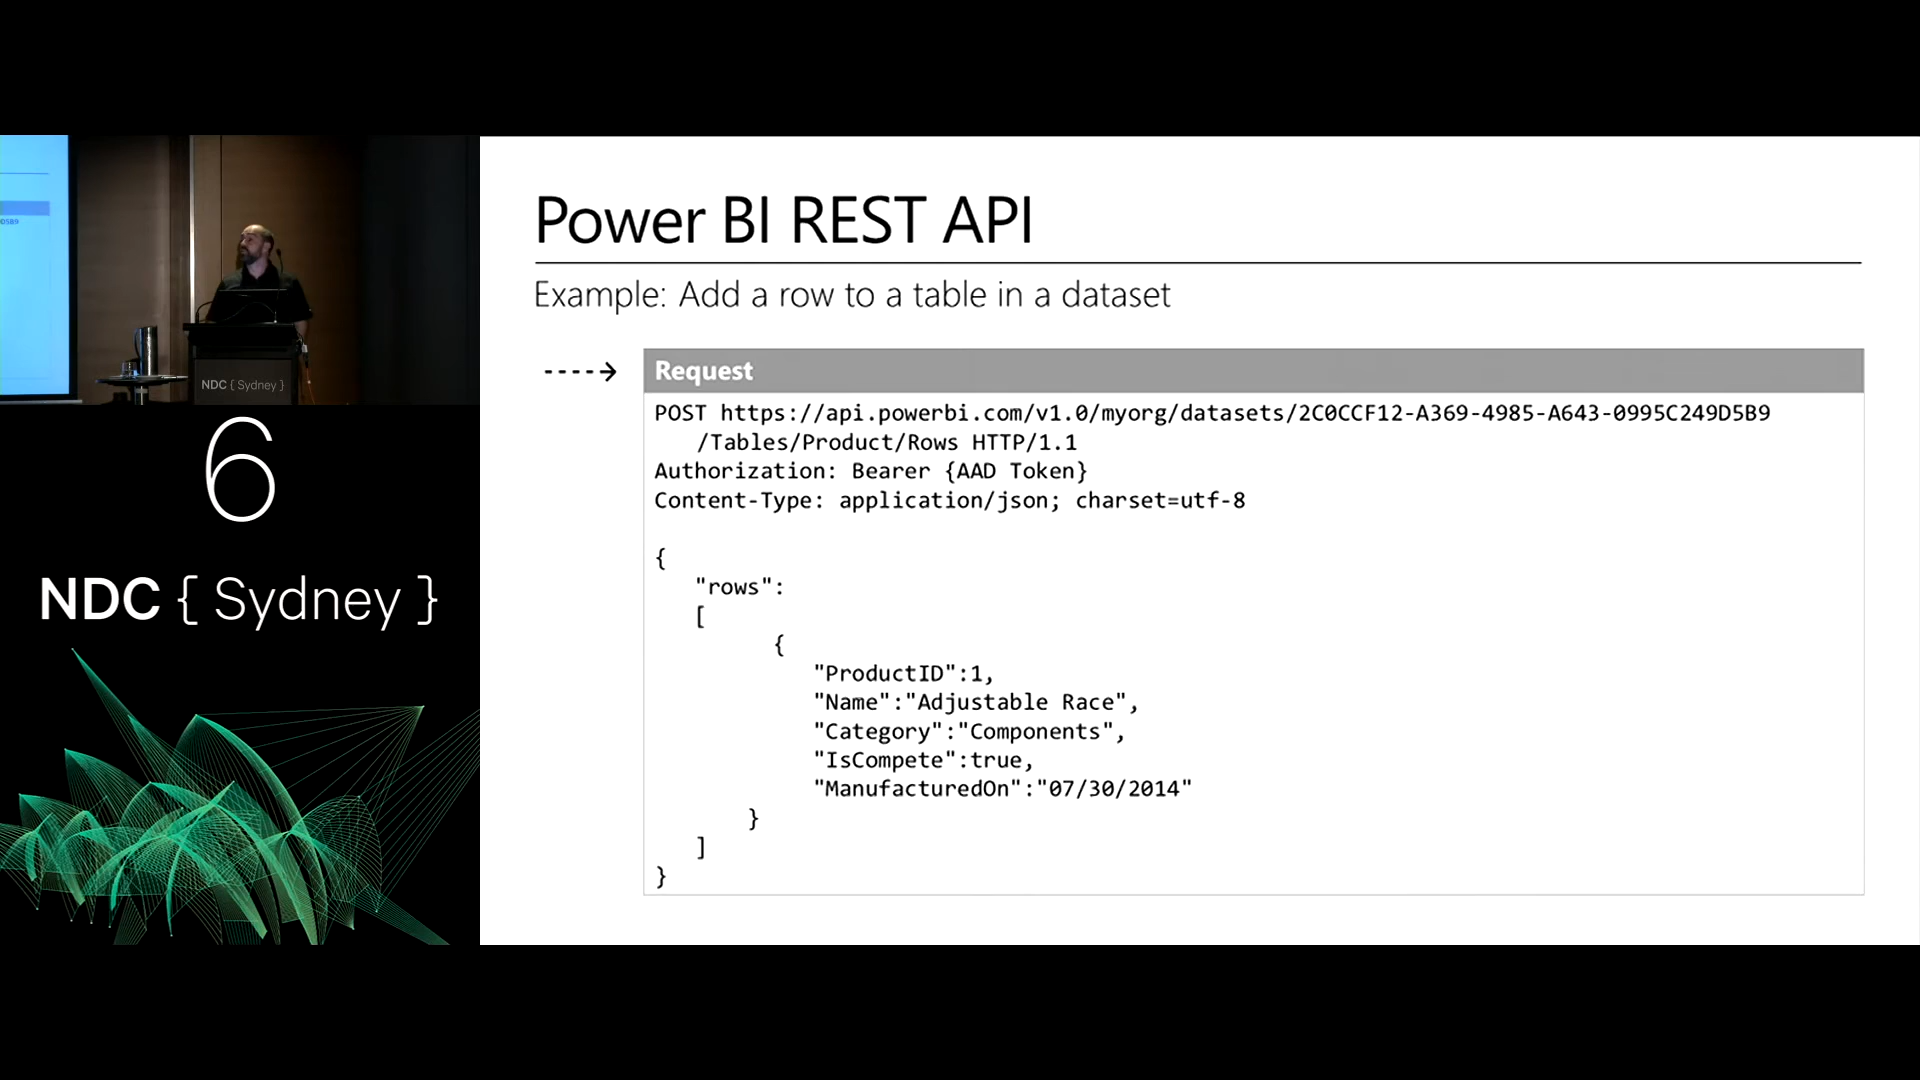 Power BI REST API
Example: Add a row to a table in a dataset
Request
POST https://api.powerbi.com/v1.0/myorg/datasets/2C0CCF12-A369-4985-A643-0995C249D5B9
/Tables/Product/Rows HTTP/1.1
Authorization: Bearer {AAD Token}
Content-Type: application/json; charset=utf-8
{
"rows":
[
{
"ProductID":1,
"Name":"Adjustable Race",
"Category":"Components",
"IsCompete":true,
"ManufacturedOn":"07/30/2014"
}
]
}
NDC { Sydney }
6
NDC { Sydney }